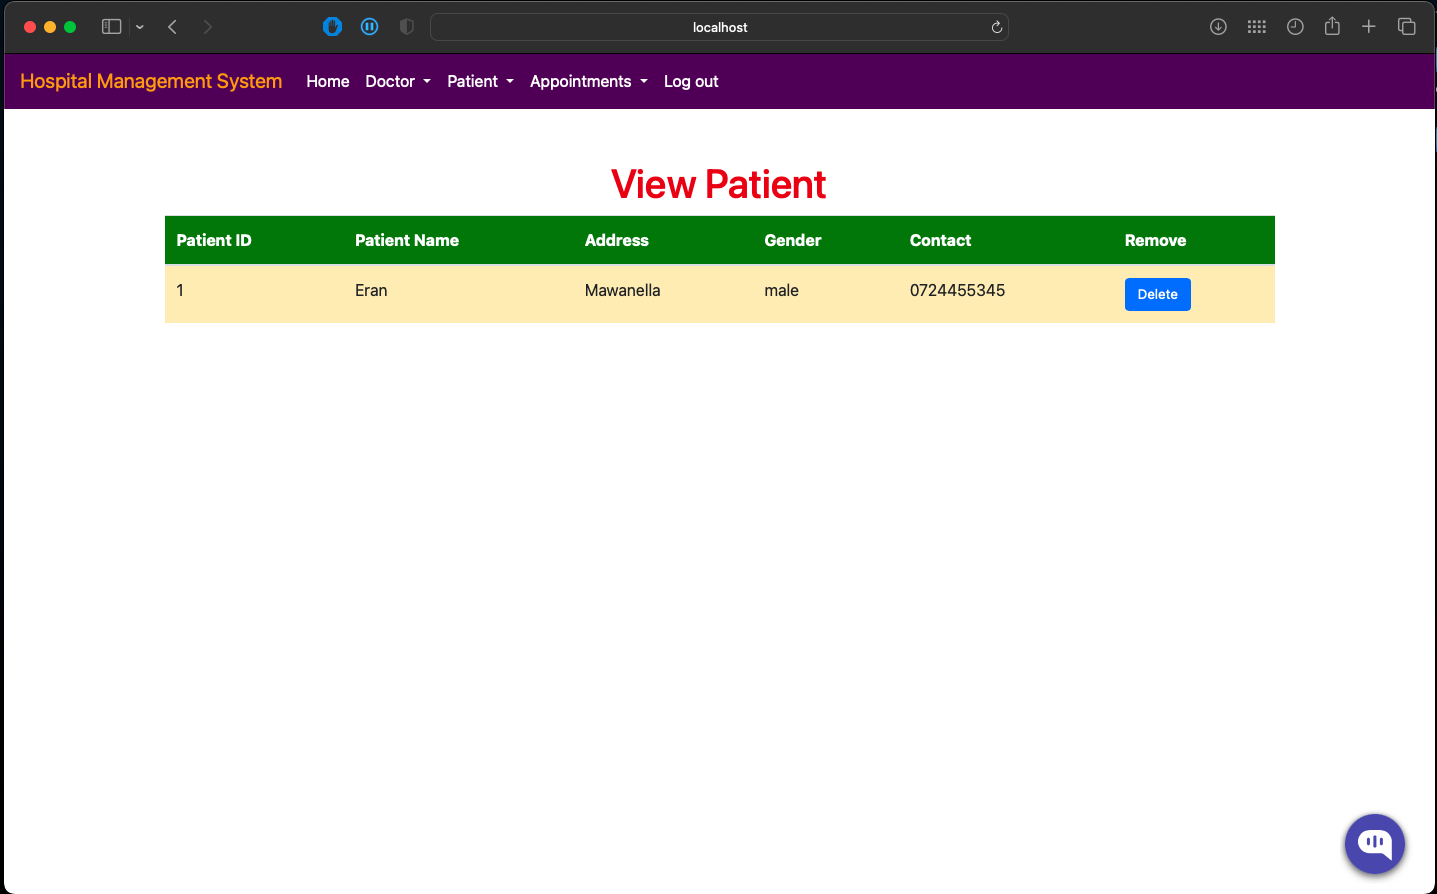 localhost
Hospital Management System Home Doctor Patient Appointments Log out
View Patient
Patient ID Patient Name Address Gender Contact Remove
1 Eran Mawanella male 0724455345 Delete